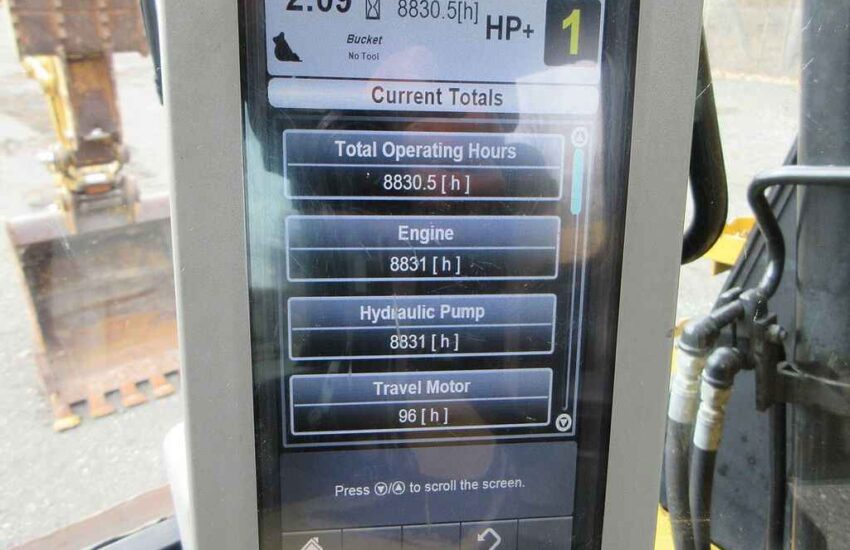 2:09 8830.5[h] HP+ 1
Bucket
No Tool
Current Totals
Total Operating Hours
8830.5 [ h ]
Engine
8831 [ h ]
Hydraulic Pump
8831 [ h ]
Travel Motor
96 [ h ]
Press ▽/△ to scroll the screen.